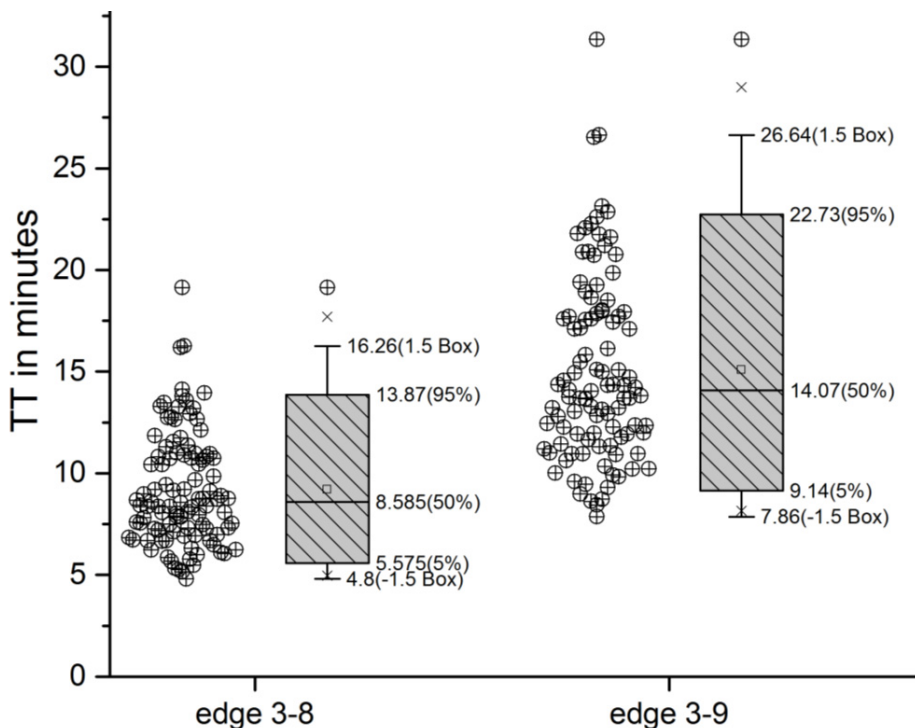 TT in minutes
30
25
20
15
10
5
0
16.26(1.5 Box)
13.87(95%)
8.585(50%)
5.575(5%)
4.8(-1.5 Box)
26.64(1.5 Box)
22.73(95%)
14.07(50%)
9.14(5%)
7.86(-1.5 Box)
edge 3-8
edge 3-9